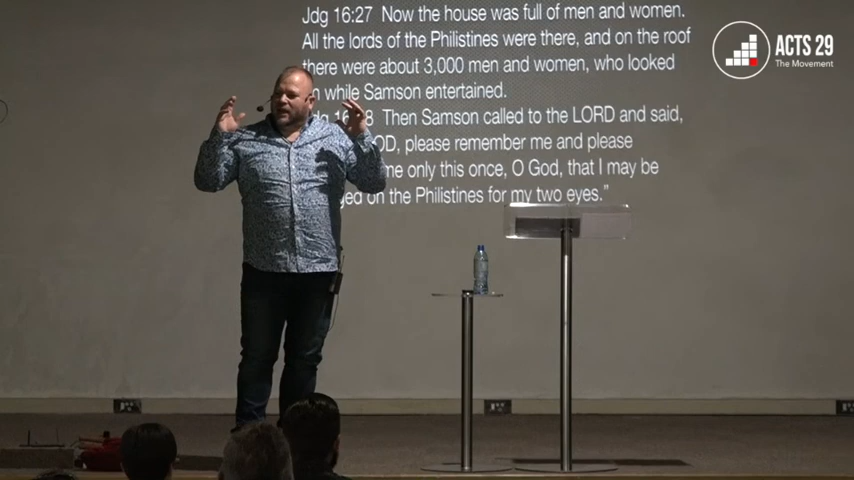 Jdg 16:27 Now the house was full of men and women.
All the lords of the Philistines were there, and on the roof
there were about 3,000 men and women, who looked
while Samson entertained.
Then Samson called to the LORD and said,
please remember me and please
me only this once, O God, that I may be
on the Philistines for my two eyes.”
ACTS 29
The Movement